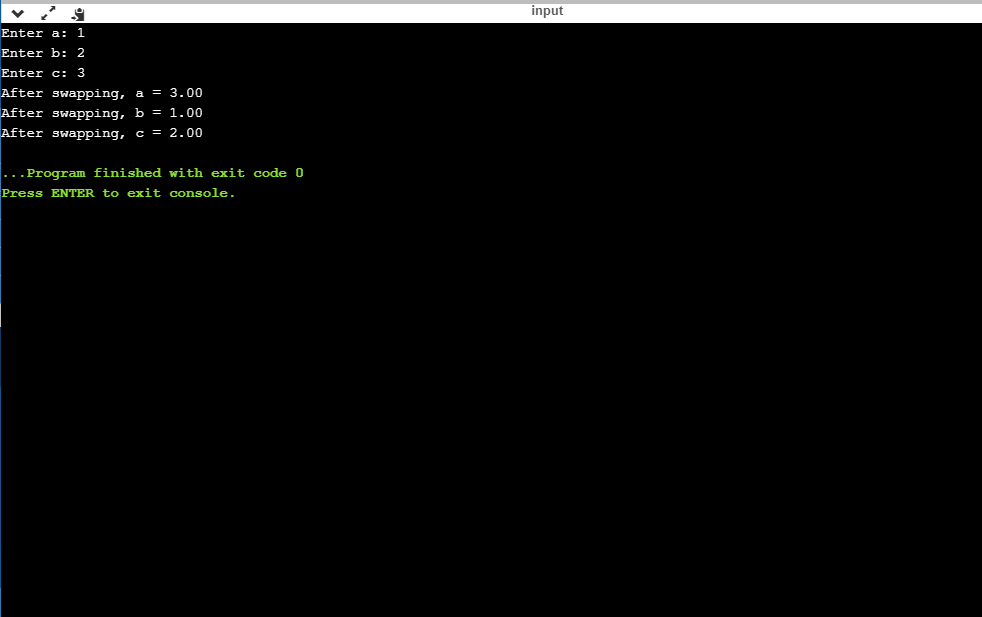 input
Enter a: 1
Enter b: 2
Enter c: 3
After swapping, a = 3.00
After swapping, b = 1.00
After swapping, c = 2.00
...Program finished with exit code 0
Press ENTER to exit console.